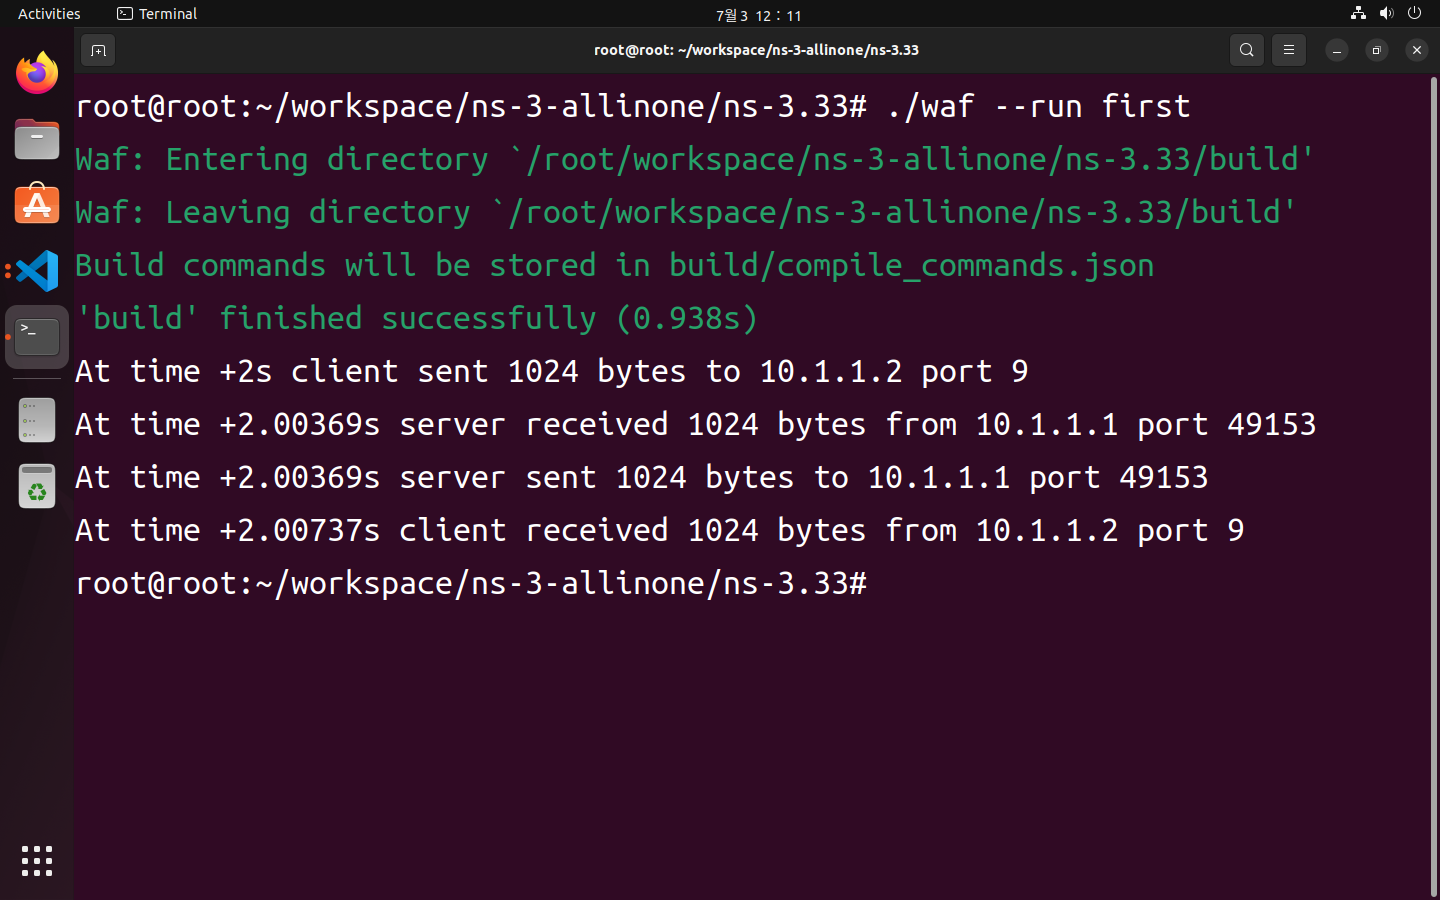 Activities
Terminal
7월 3 12 : 11
root@root: ~/workspace/ns-3-allinone/ns-3.33
root@root:~/workspace/ns-3-allinone/ns-3.33# ./waf --run first
Waf: Entering directory `/root/workspace/ns-3-allinone/ns-3.33/build'
Waf: Leaving directory `/root/workspace/ns-3-allinone/ns-3.33/build'
Build commands will be stored in build/compile_commands.json
'build' finished successfully (0.938s)
At time +2s client sent 1024 bytes to 10.1.1.2 port 9
At time +2.00369s server received 1024 bytes from 10.1.1.1 port 49153
At time +2.00369s server sent 1024 bytes to 10.1.1.1 port 49153
At time +2.00737s client received 1024 bytes from 10.1.1.2 port 9
root@root:~/workspace/ns-3-allinone/ns-3.33#